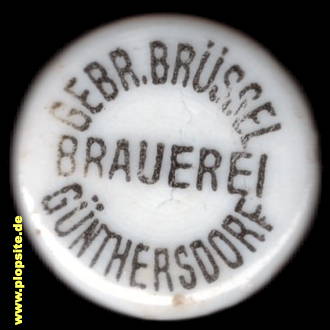 GEBR. BRÜSSEL
BRAUEREI
GÜNTHERSDORF
www.plopsite.de